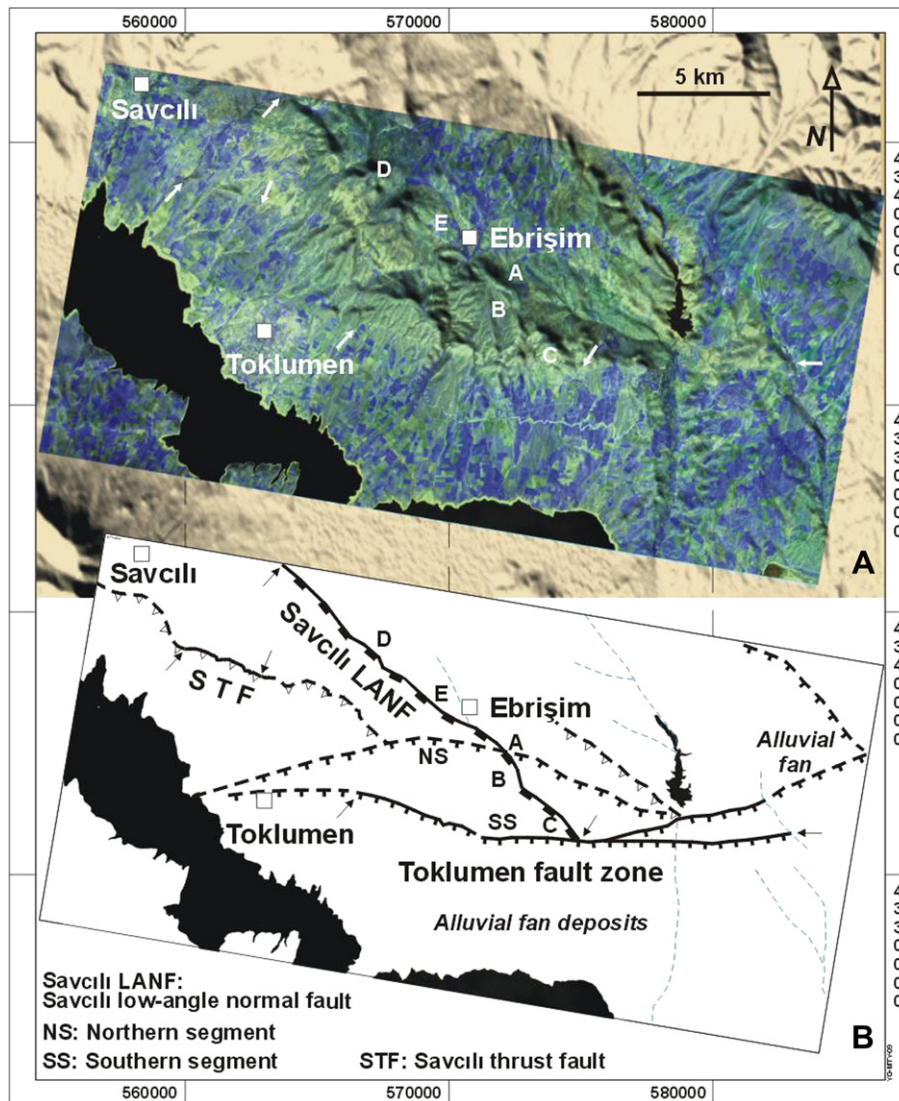 560000 570000 580000
5 km
N
Savcılı
D
E
Ebrişim
A
B
Toklumen
C
A
Savcılı
Savcılı LANF
D
STF
E
Ebrişim
NS
A
Alluvial
fan
B
SS
C
Toklumen
Toklumen fault zone
Alluvial fan deposits
Savcılı LANF:
Savcılı low-angle normal fault
NS: Northern segment
SS: Southern segment
STF: Savcılı thrust fault
B
560000 570000 580000